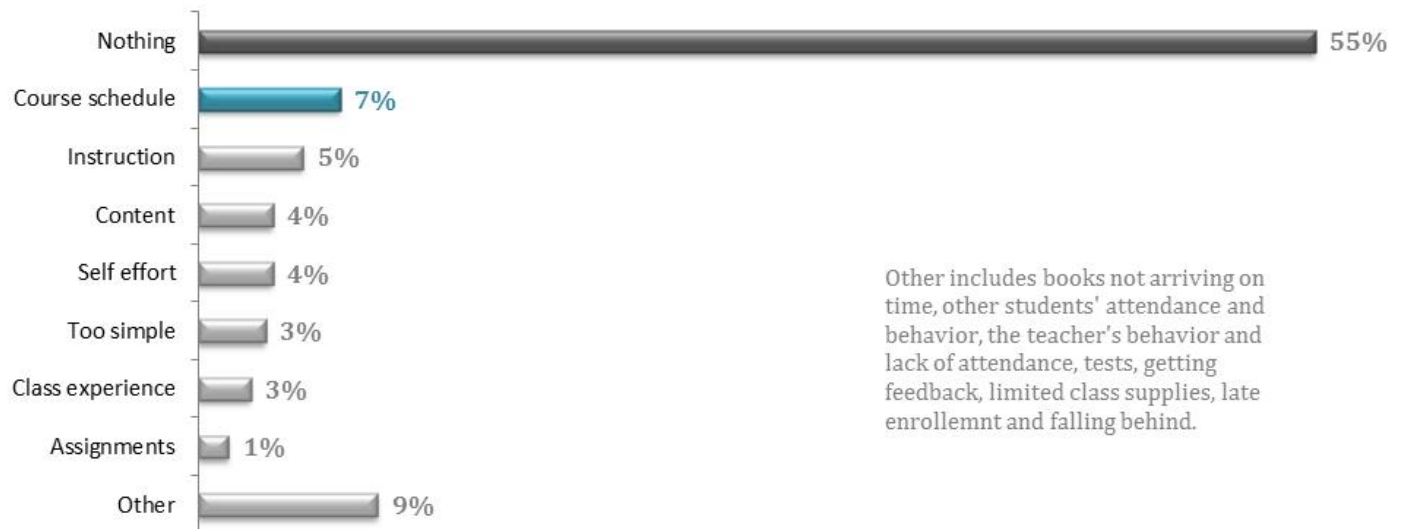 Nothing 55%
Course schedule 7%
Instruction 5%
Content 4%
Self effort 4%
Too simple 3%
Class experience 3%
Assignments 1%
Other 9%
Other includes books not arriving on
time, other students' attendance and
behavior, the teacher's behavior and
lack of attendance, tests, getting
feedback, limited class supplies, late
enrollemnt and falling behind.